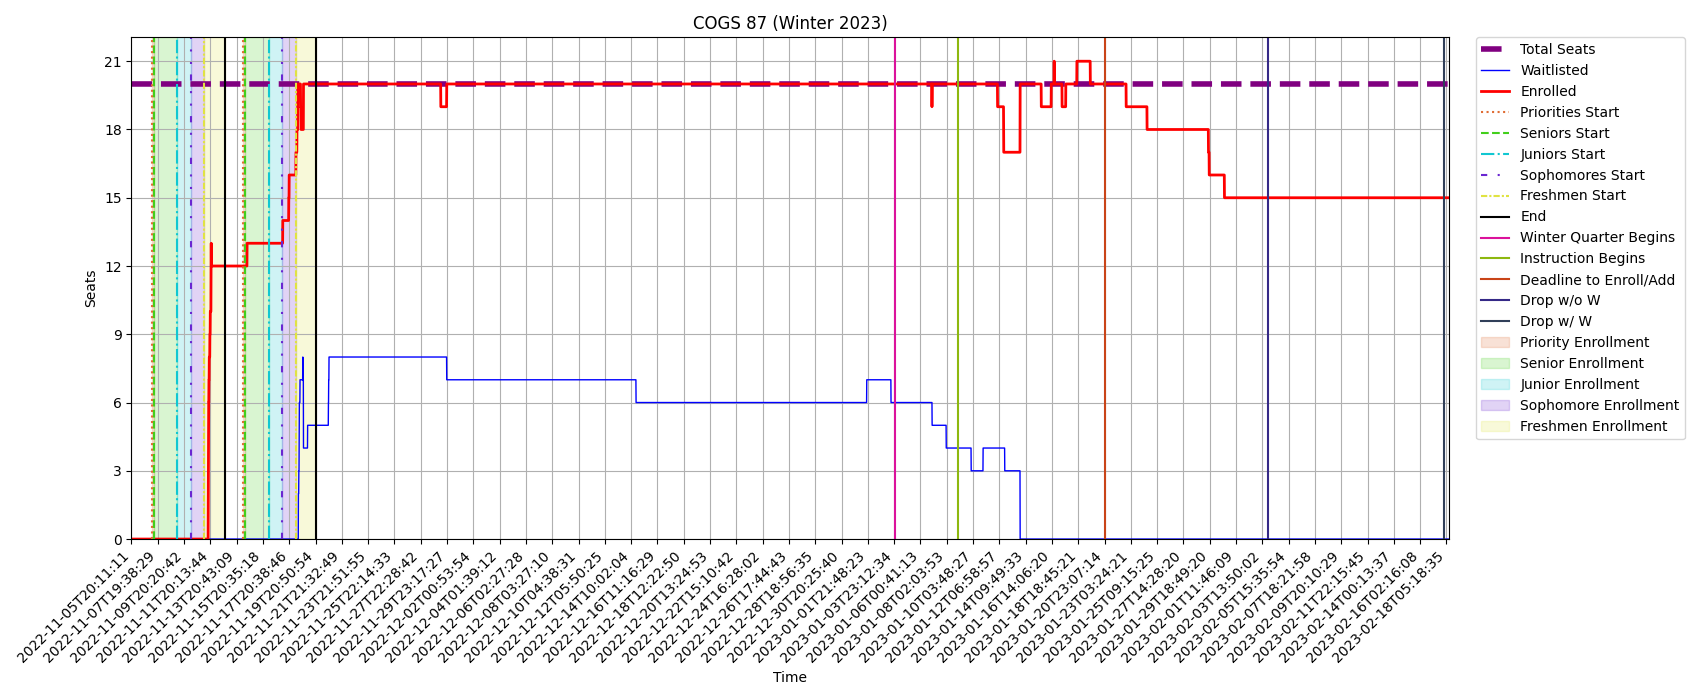 COGS 87 (Winter 2023)
Seats
21
18
15
12
9
6
3
0
2022-11-05T20:11:11
2022-11-07T19:38:29
2022-11-09T20:20:42
2022-11-11T20:13:44
2022-11-13T20:43:09
2022-11-15T20:35:18
2022-11-17T20:38:46
2022-11-19T20:50:54
2022-11-21T21:32:49
2022-11-23T21:51:55
2022-11-25T22:14:33
2022-11-27T22:28:42
2022-11-29T23:17:27
2022-12-02T00:53:54
2022-12-04T01:39:12
2022-12-06T02:27:28
2022-12-08T03:27:10
2022-12-10T04:38:31
2022-12-12T05:50:25
2022-12-14T10:02:04
2022-12-16T11:16:29
2022-12-18T12:22:50
2022-12-20T13:24:53
2022-12-22T15:10:42
2022-12-24T16:28:02
2022-12-26T17:44:43
2022-12-28T18:56:35
2022-12-30T20:25:40
2023-01-01T21:48:23
2023-01-03T23:12:34
2023-01-06T00:41:13
2023-01-08T02:03:53
2023-01-10T03:48:27
2023-01-12T06:58:57
2023-01-14T09:49:33
2023-01-16T14:06:20
2023-01-18T18:45:21
2023-01-20T23:07:14
2023-01-23T03:24:21
2023-01-25T09:15:25
2023-01-27T14:28:20
2023-01-29T18:49:20
2023-02-01T11:46:09
2023-02-03T13:50:02
2023-02-05T15:35:54
2023-02-07T18:21:58
2023-02-09T20:10:29
2023-02-11T22:15:45
2023-02-14T00:13:37
2023-02-16T02:16:08
2023-02-18T05:18:35
Time
Total Seats
Waitlisted
Enrolled
Priorities Start
Seniors Start
Juniors Start
Sophomores Start
Freshmen Start
End
Winter Quarter Begins
Instruction Begins
Deadline to Enroll/Add
Drop w/o W
Drop w/ W
Priority Enrollment
Senior Enrollment
Junior Enrollment
Sophomore Enrollment
Freshmen Enrollment